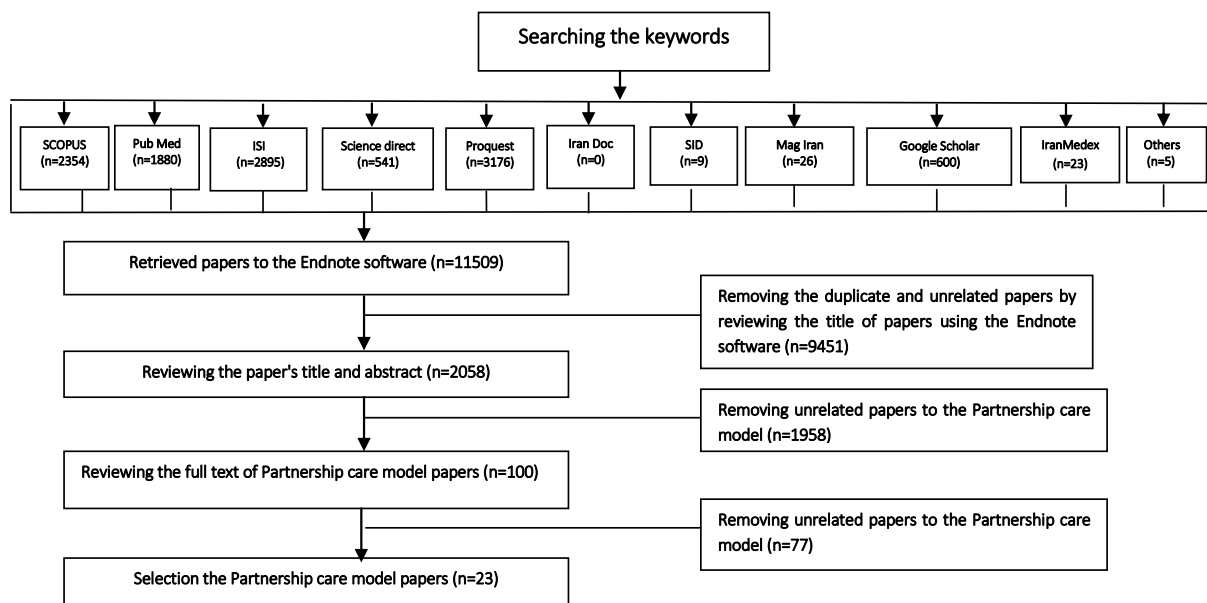 Searching the keywords
SCOPUS
(n=2354)
Pub Med
(n=1880)
ISI
(n=2895)
Science direct
(n=541)
Proquest
(n=3176)
Iran Doc
(n=0)
SID
(n=9)
Mag Iran
(n=26)
Google Scholar
(n=600)
IranMedex
(n=23)
Others
(n=5)
Retrieved papers to the Endnote software (n=11509)
Removing the duplicate and unrelated papers by
reviewing the title of papers using the Endnote
software (n=9451)
Reviewing the paper's title and abstract (n=2058)
Removing unrelated papers to the Partnership care
model (n=1958)
Reviewing the full text of Partnership care model papers (n=100)
Removing unrelated papers to the Partnership care
model (n=77)
Selection the Partnership care model papers (n=23)